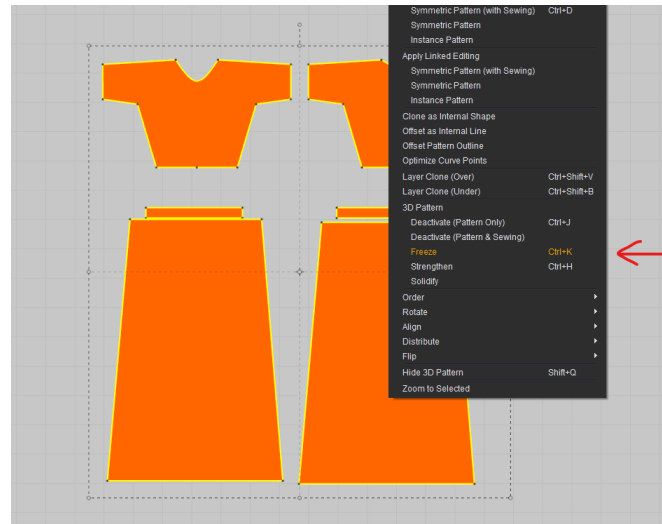 Symmetric Pattern (with Sewing) Ctrl+D
Symmetric Pattern
Instance Pattern
Apply Linked Editing
Symmetric Pattern (with Sewing)
Symmetric Pattern
Instance Pattern
Clone as Internal Shape
Offset as Internal Line
Offset Pattern Outline
Optimize Curve Points
Layer Clone (Over) Ctrl+Shift+V
Layer Clone (Under) Ctrl+Shift+B
3D Pattern
Deactivate (Pattern Only) Ctrl+J
Deactivate (Pattern & Sewing)
Freeze Ctrl+K
Strengthen Ctrl+H
Solidify
Order
Rotate
Align
Distribute
Flip
Hide 3D Pattern Shift+Q
Zoom to Selected